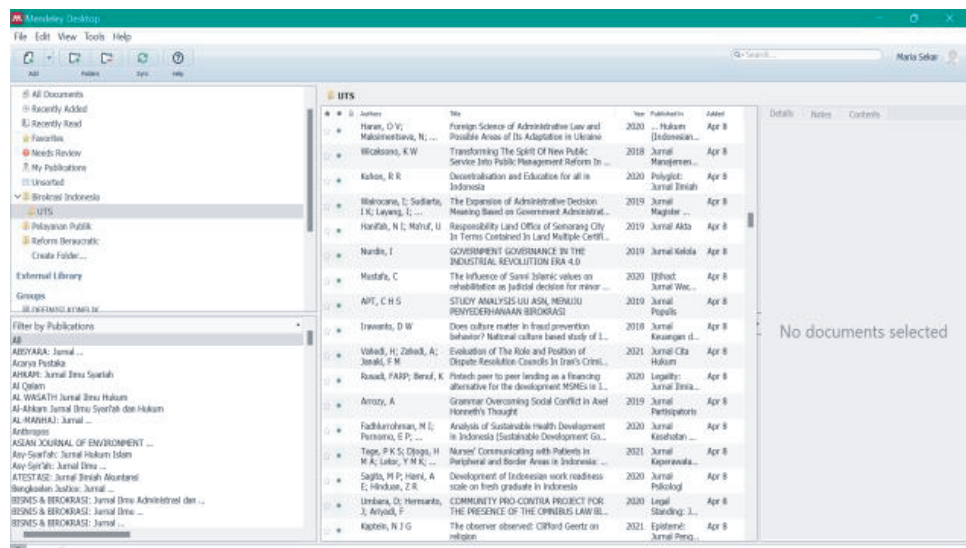 Mendeley Desktop
File Edit View Tools Help
Search...
Maria Sekar
Add Folders Sync Help
All Documents
Recently Added
Recently Read
Favorites
Needs Review
My Publications
Unsorted
Birokrasi Indonesia
UTS
Pelayanan Publik
Reform Beraucratic
Create Folder...
External Library
Groups
Filter by Publications
All
ABSYARA: Jurnal ...
Acarya Pustaka
AHKAM: Jurnal Ilmu Syariah
Al Qalam
AL WASATH Jurnal Ilmu Hukum
Al-Ahkam Jurnal Ilmu Syari'ah dan Hukum
AL-MANHAJ: Jurnal ...
Anthropos
ASIAN JOURNAL OF ENVIRONMENT ...
Asy-Syari'ah: Jurnal Hukum Islam
Asy-Syir'ah: Jurnal Ilmu ...
ATESTASI: Jurnal Ilmiah Akuntansi
Bengkoelen Justice: Jurnal ...
BISNIS & BIROKRASI: Jurnal Ilmu Administrasi dan ...
BISNIS & BIROKRASI: Jurnal Ilmu ...
BISNIS & BIROKRASI: Jurnal ...
UTS
Authors Title Year Published In Added
Maksimentseva, N; ... Foreign Science of Administrative Law and Possible Areas of Its Adaptation in Ukraine 2020 ... Hukum (Indonesian... Apr 8
Wicaksono, K W Transforming The Spirit Of New Public Service Into Public Management Reform In ... 2018 Jurnal Manajemen... Apr 8
Kuhon, R R Decentralisation and Education for all in Indonesia 2020 Polyglot: Jurnal Ilmiah Apr 8
Wairocana, I; Sudiarta, I K; Layang, I; ... The Expansion of Administrative Decision Meaning Based on Government Administrat... 2019 Jurnal Magister ... Apr 8
Hanifah, N I; Ma'ruf, U Responsibility Land Office of Semarang City In Terms Contained In Land Multiple Certifi... 2019 Jurnal Akta Apr 8
Nurdin, I GOVERNMENT GOVERNANCE IN THE INDUSTRIAL REVOLUTION ERA 4.0 2019 Jurnal Kelola Apr 8
Mustafa, C The Influence of Sunni Islamic values on rehabilitation as judicial decision for minor ... 2020 Ijtihad: Jurnal Wac... Apr 8
APT, C H S STUDY ANALYSIS UU ASN, MENUJU PENYEDERHANAAN BIROKRASI 2019 Jurnal Populis Apr 8
Irawanto, D W Does culture matter in fraud prevention behavior? National culture based study of I... 2018 Jurnal Keuangan d... Apr 8
Vahedi, H; Zahedi, A; Janaki, F M Evaluation of The Role and Position of Dispute Resolution Councils In Iran's Crimi... 2021 Jurnal Cita Hukum Apr 8
Rusadi, FARP; Benuf, K Fintech peer to peer lending as a financing alternative for the development MSMEs in I... 2020 Legality: Jurnal Ilmia... Apr 8
Arrozy, A Grammar Overcoming Social Conflict in Axel Honneth's Thought 2019 Jurnal Partisipatoris Apr 8
Fadhlurrohman, M I; Purnomo, E P; ... Analysis of Sustainable Health Development in Indonesia (Sustainable Development Go... 2020 Jurnal Kesehatan ... Apr 8
Tage, P K S; Djogo, H M A; Letor, Y M K; ... Nurses' Communicating with Patients in Peripheral and Border Areas in Indonesia: ... 2021 Jurnal Keperawata... Apr 8
Sagita, M P; Hami, A E; Hinduan, Z R Development of Indonesian work readiness scale on fresh graduate in Indonesia 2020 Jurnal Psikologi Apr 8
Umbara, D; Hermanto, J; Ariyadi, F COMMUNITY PRO-CONTRA PROJECT FOR THE PRESENCE OF THE OMNIBUS LAW BI... 2020 Legal Standing: J... Apr 8
Kaptein, N J G The observer observed: Clifford Geertz on religion 2021 Epistemé: Jurnal Peng... Apr 8
Details Notes Contents
No documents selected